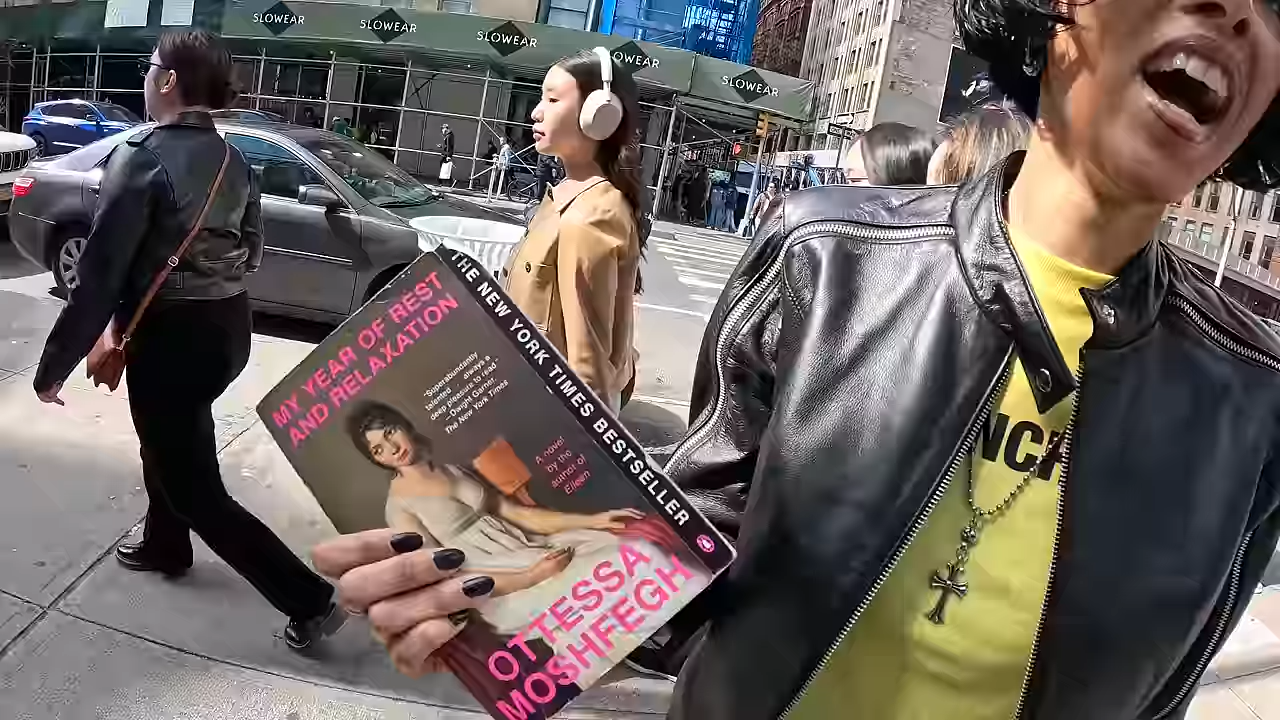 SLOWEAR
SLOWEAR
SLOWEAR
SLOWEAR
SLOWEAR
THE NEW YORK TIMES BESTSELLER
MY YEAR OF REST
AND RELAXATION
"Superabundantly
talented ... always a
deep pleasure to read"
—Dwight Garner,
The New York Times
A novel
by the
author of
Eileen
OTTESSA
MOSHFEGH